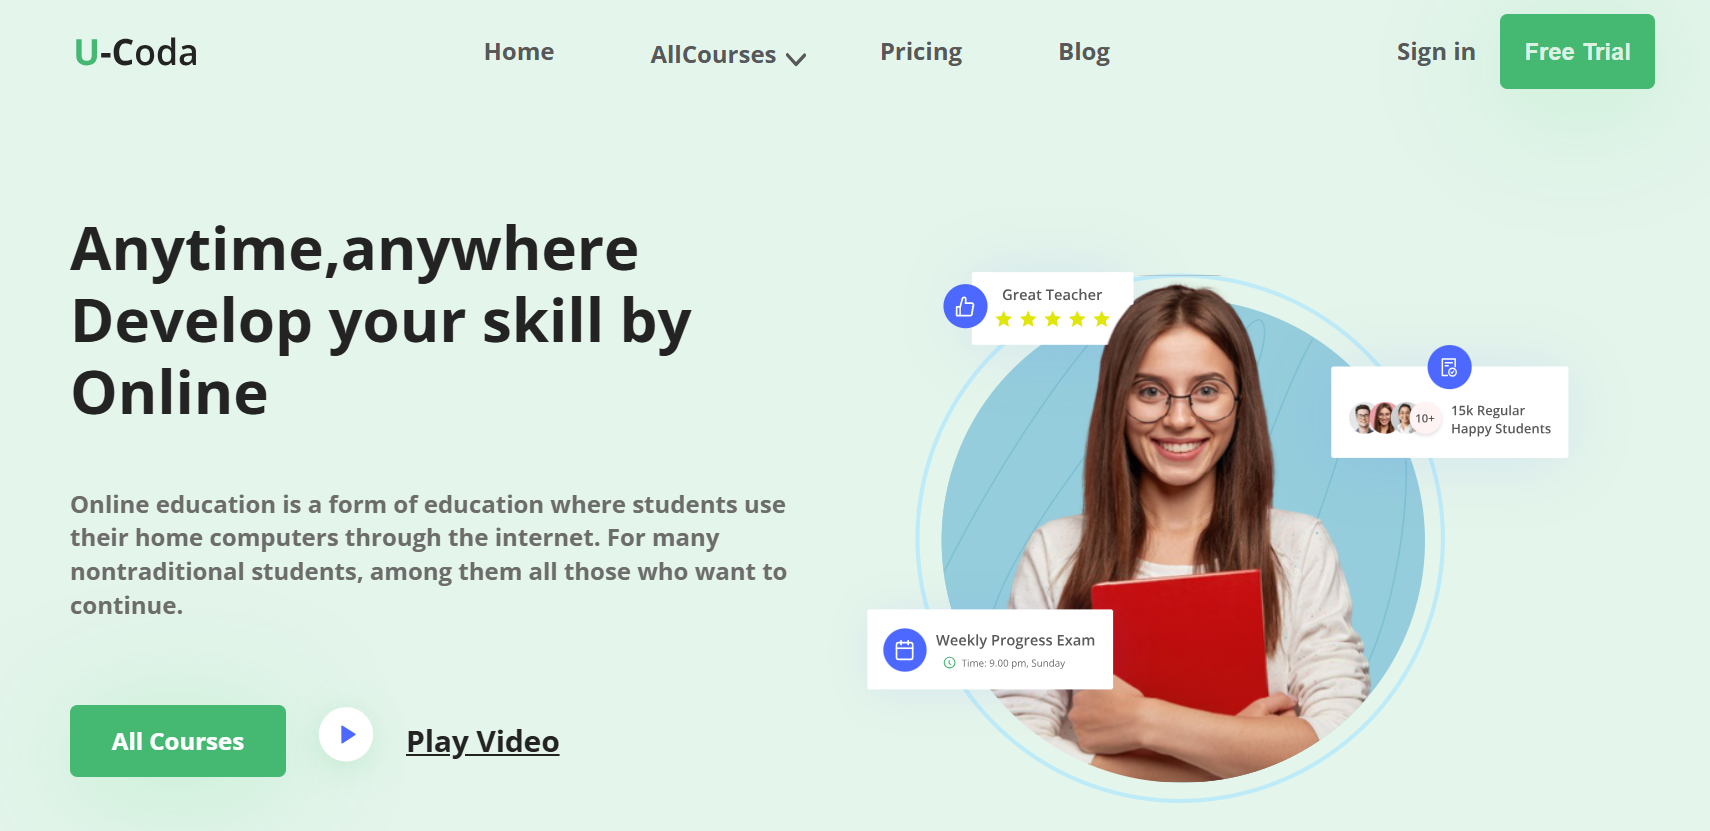 U-Coda
Home
AllCourses
Pricing
Blog
Sign in
Free Trial
Anytime,anywhere
Develop your skill by
Online
Online education is a form of education where students use
their home computers through the internet. For many
nontraditional students, among them all those who want to
continue.
All Courses
Play Video
Great Teacher
10+
15k Regular
Happy Students
Weekly Progress Exam
Time: 9.00 pm, Sunday